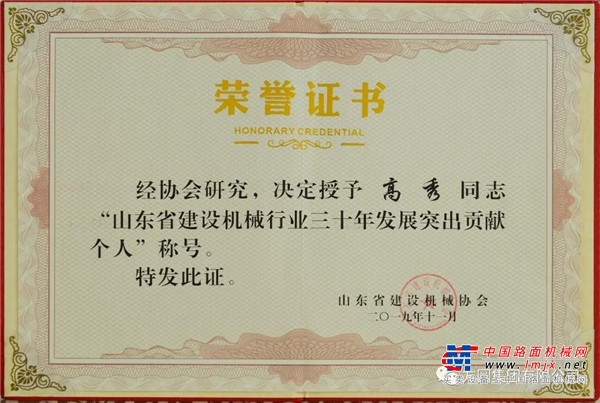 荣誉证书
HONORARY CREDENTIAL
经协会研究，决定授予 高秀 同志
“山东省建设机械行业三十年发展突出贡献
个人”称号。
特发此证。
山东省建设机械协会
二〇一九年十一月
中国路面机械网
www.lmjx.net